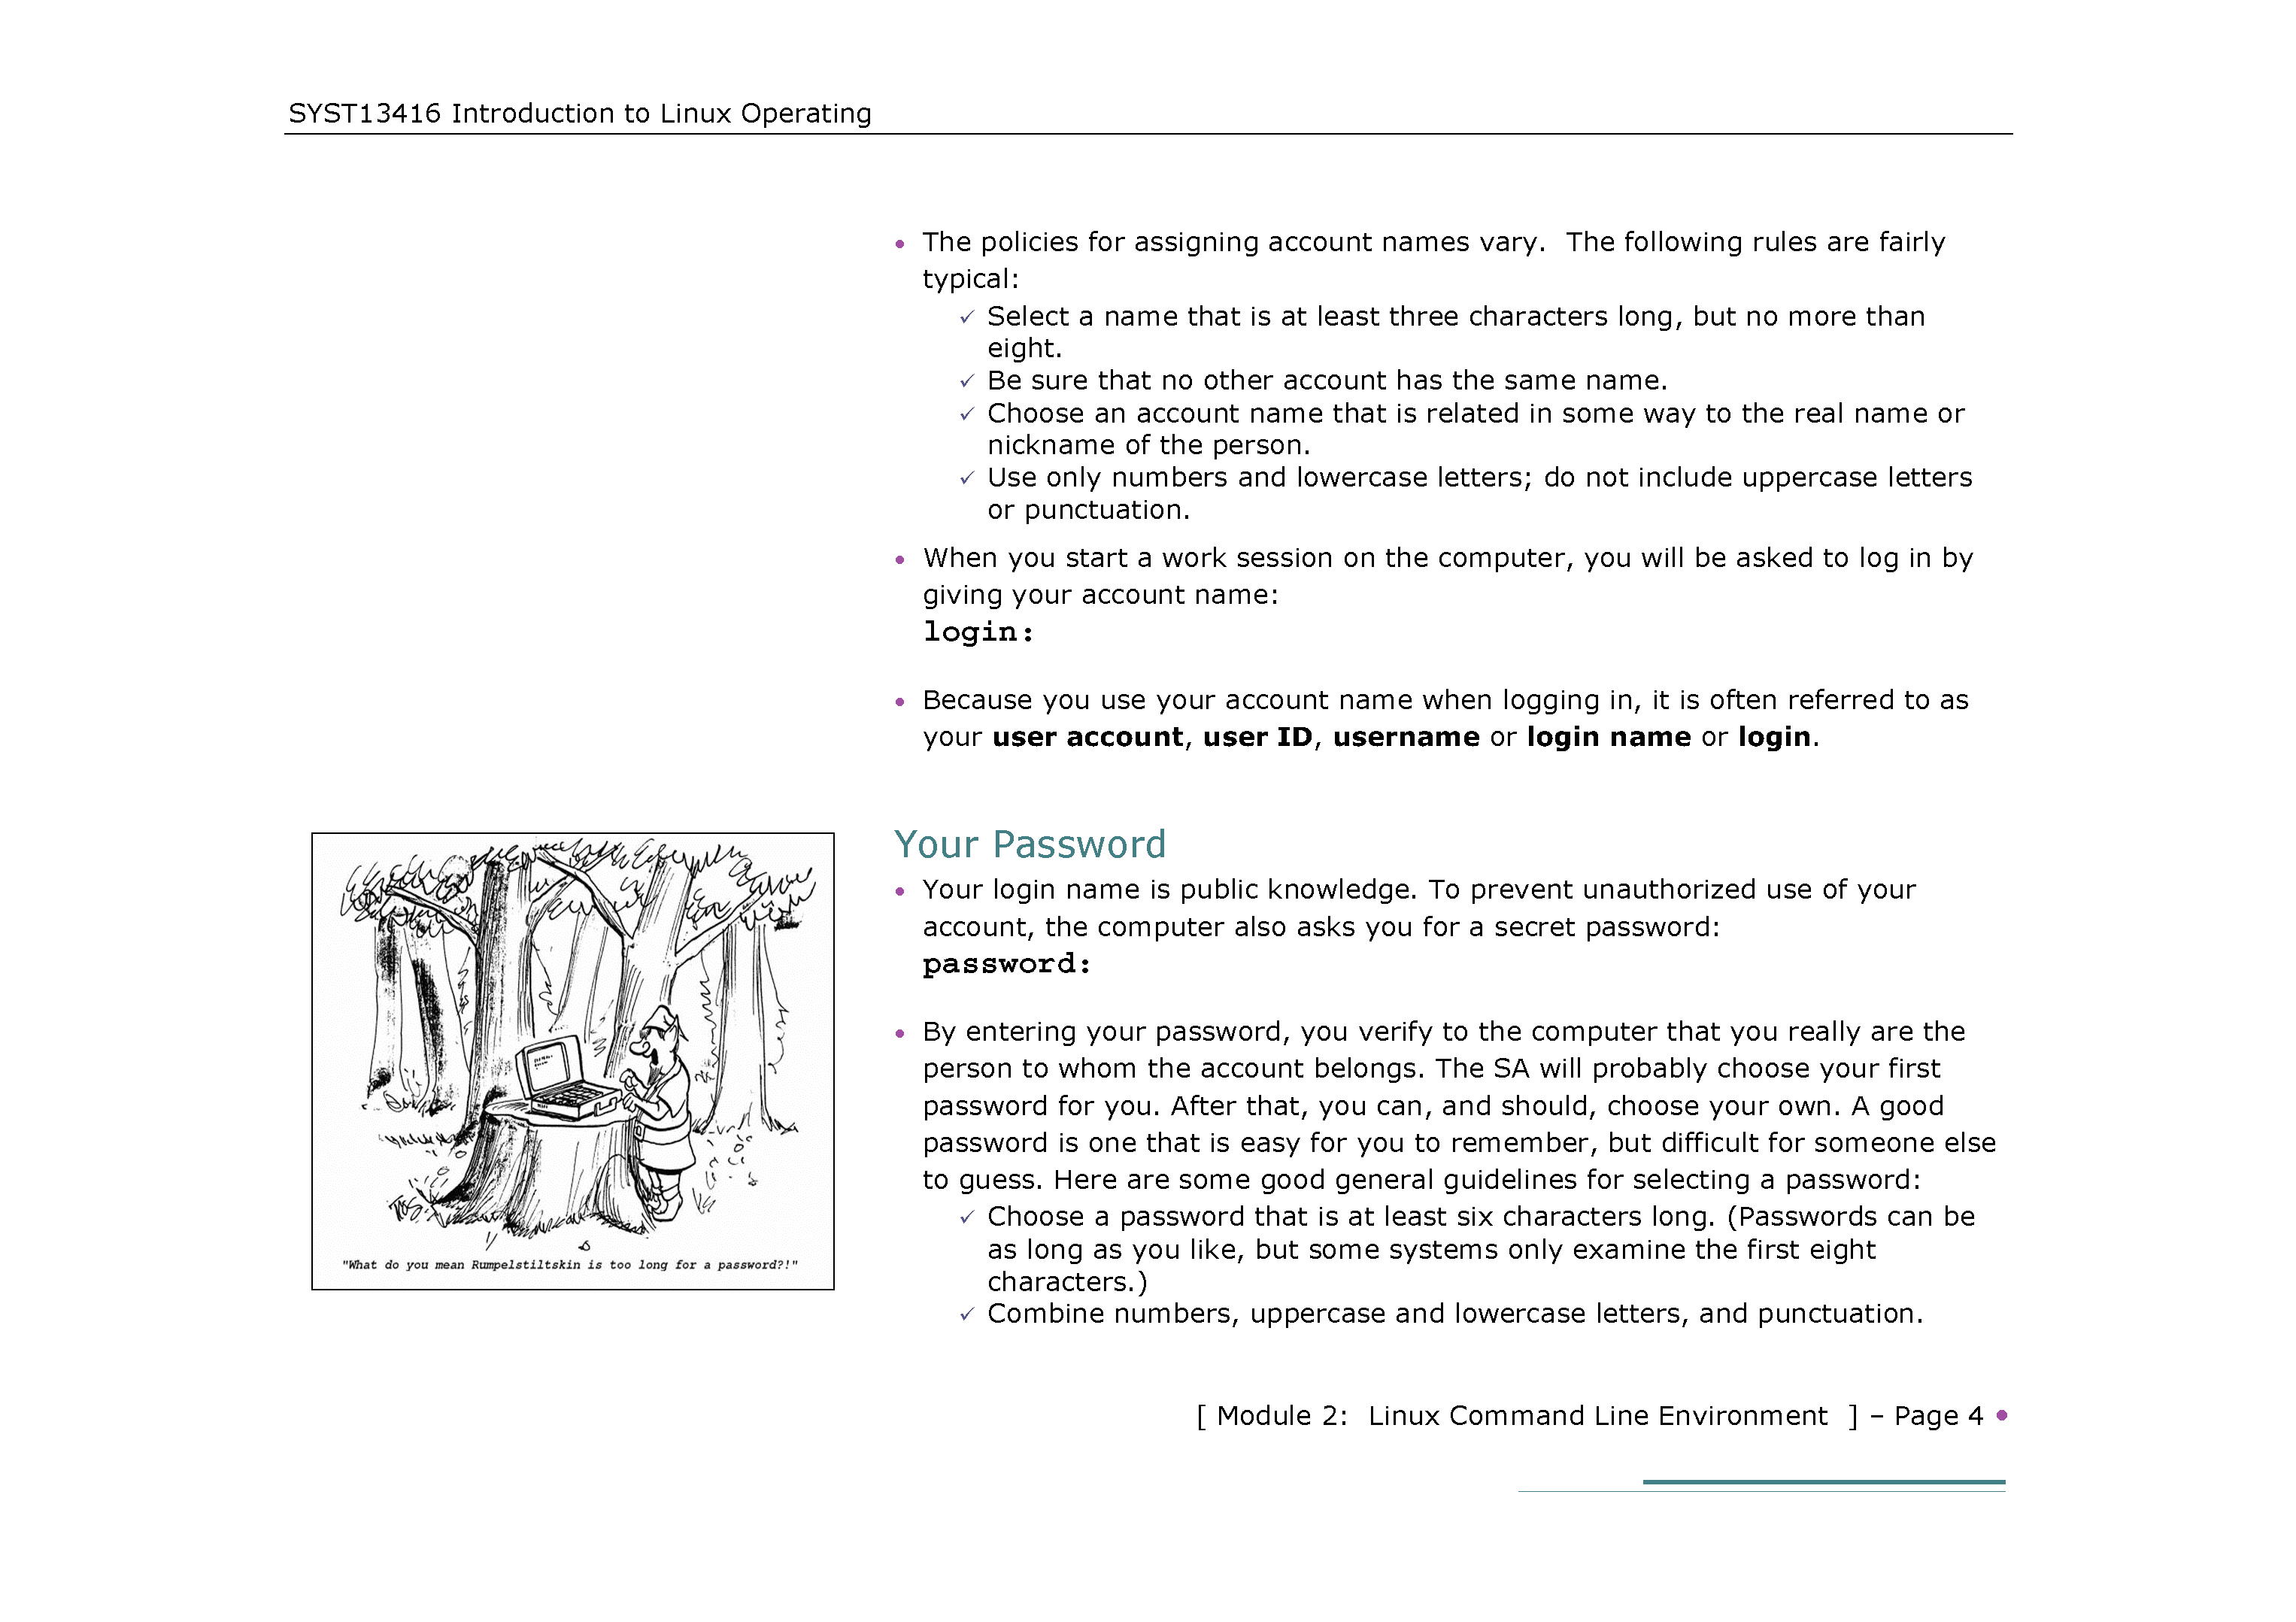 SYST13416 Introduction to Linux Operating
• The policies for assigning account names vary.  The following rules are fairly
typical:
✓ Select a name that is at least three characters long, but no more than
eight.
✓ Be sure that no other account has the same name.
✓ Choose an account name that is related in some way to the real name or
nickname of the person.
✓ Use only numbers and lowercase letters; do not include uppercase letters
or punctuation.
• When you start a work session on the computer, you will be asked to log in by
giving your account name:
login:
• Because you use your account name when logging in, it is often referred to as
your user account, user ID, username or login name or login.
Your Password
• Your login name is public knowledge. To prevent unauthorized use of your
account, the computer also asks you for a secret password:
password:
• By entering your password, you verify to the computer that you really are the
person to whom the account belongs. The SA will probably choose your first
password for you. After that, you can, and should, choose your own. A good
password is one that is easy for you to remember, but difficult for someone else
to guess. Here are some good general guidelines for selecting a password:
✓ Choose a password that is at least six characters long. (Passwords can be
as long as you like, but some systems only examine the first eight
characters.)
✓ Combine numbers, uppercase and lowercase letters, and punctuation.
"What do you mean Rumpelstiltskin is too long for a password?!"
[ Module 2:  Linux Command Line Environment  ] – Page 4 •